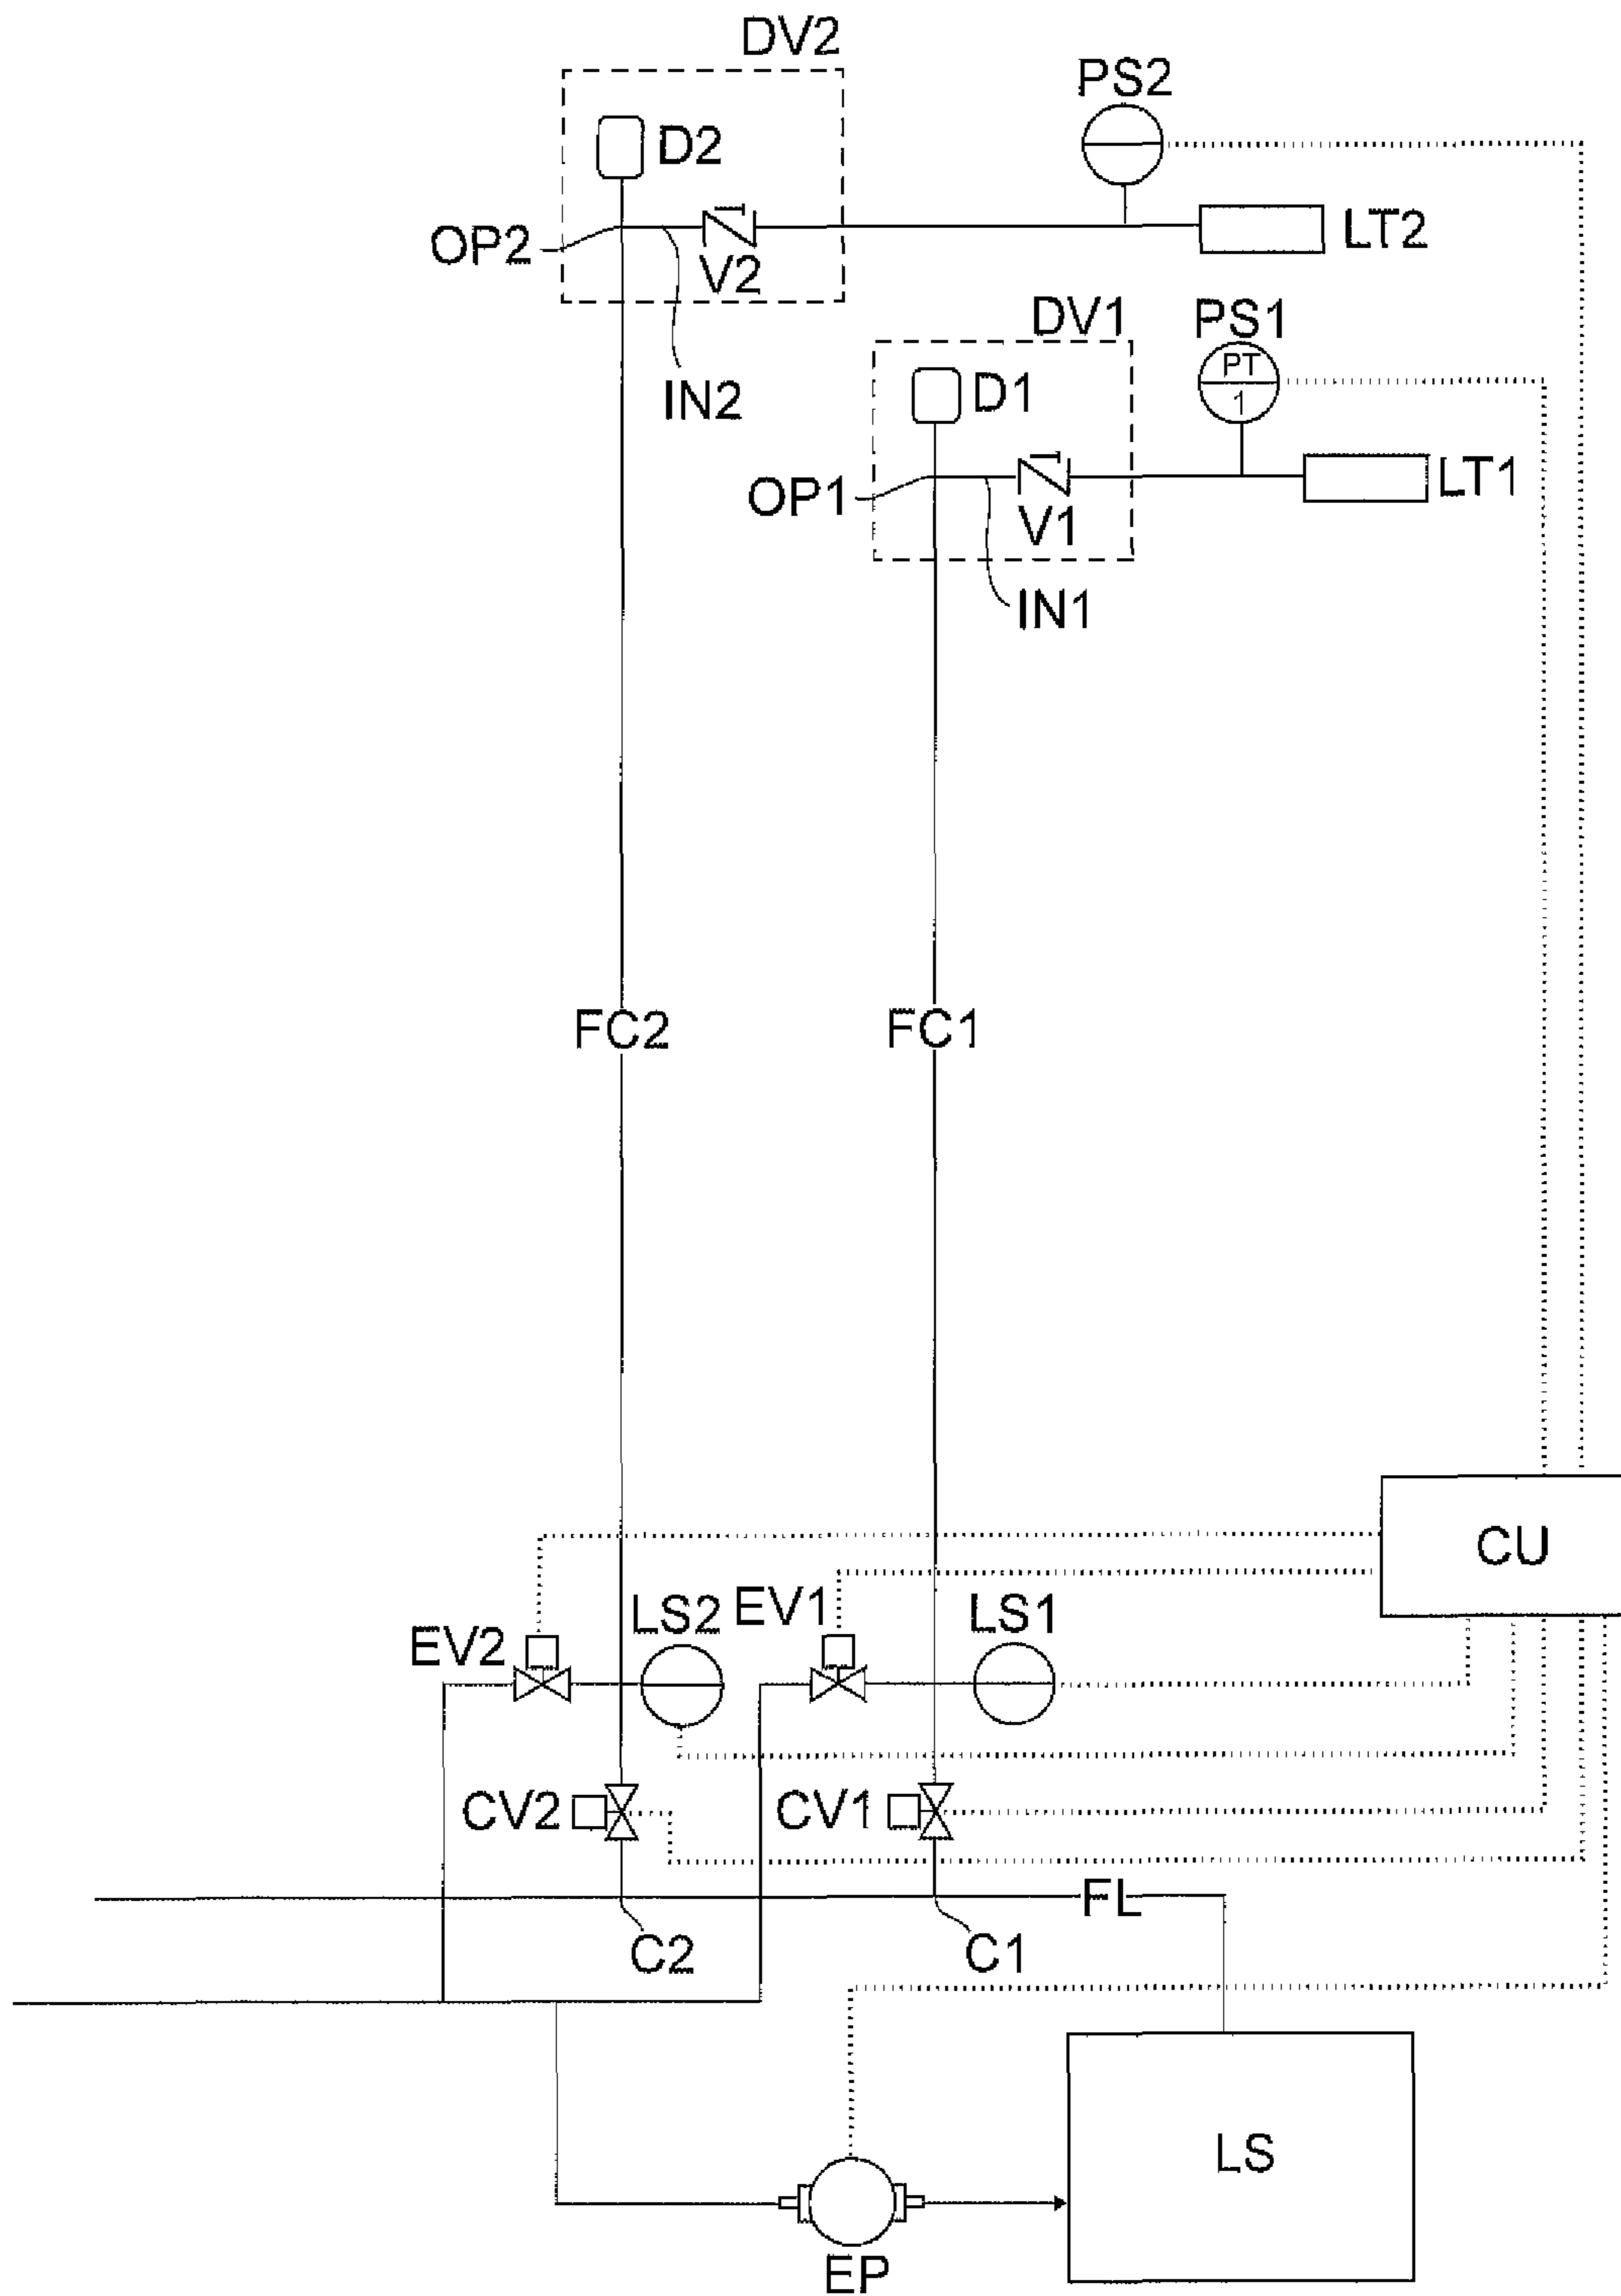 DV2
PS2
D2
OP2
V2
LT2
IN2
DV1
PS1
PT
1
D1
OP1
V1
LT1
IN1
FC2
FC1
CU
EV2
LS2
EV1
LS1
CV2
CV1
FL
C2
C1
LS
EP